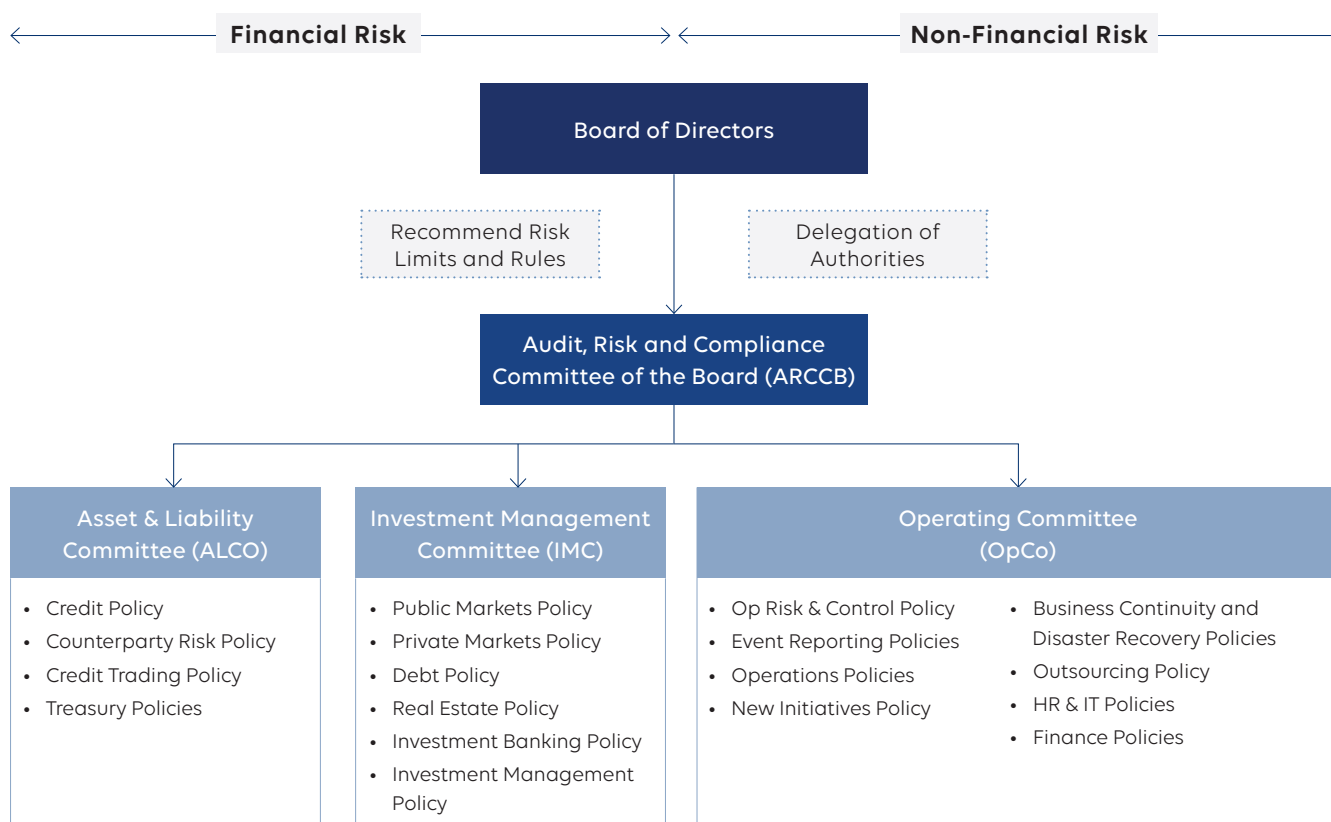 Financial Risk
Non-Financial Risk
Board of Directors
Recommend Risk
Limits and Rules
Delegation of
Authorities
Audit, Risk and Compliance
Committee of the Board (ARCCB)
Asset & Liability
Committee (ALCO)
• Credit Policy
• Counterparty Risk Policy
• Credit Trading Policy
• Treasury Policies
Investment Management
Committee (IMC)
• Public Markets Policy
• Private Markets Policy
• Debt Policy
• Real Estate Policy
• Investment Banking Policy
• Investment Management
Policy
Operating Committee
(OpCo)
• Op Risk & Control Policy
• Event Reporting Policies
• Operations Policies
• New Initiatives Policy
• Business Continuity and
Disaster Recovery Policies
• Outsourcing Policy
• HR & IT Policies
• Finance Policies